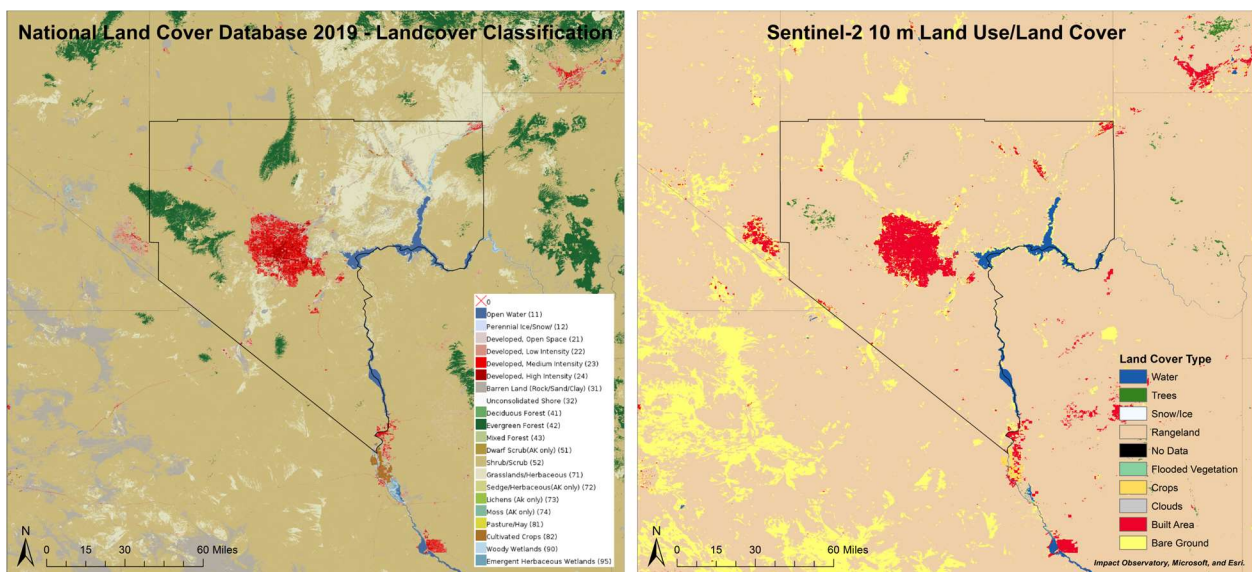 National Land Cover Database 2019 - Landcover Classification
0
Open Water (11)
Perennial Ice/Snow/ (12)
Developed, Open Space (21)
Developed, Low Intensity (22)
Developed, Medium Intensity (23)
Developed, High Intensity (24)
Barren Land (Rock/Sand/Clay) (31)
Unconsolidated Shore (32)
Deciduous Forest (41)
Evergreen Forest (42)
Mixed Forest (43)
Dwarf Scrub(AK only) (51)
Shrub/Scrub (52)
Grasslands/Herbaceous (71)
Sedge/Herbaceous(AK only) (72)
Lichens (Ak only) (73)
Moss (AK only) (74)
Pasture/Hay (81)
Cultivated Crops (82)
Woody Wetlands (90)
Emergent Herbaceous Wetlands (95)
N
0 15 30 60 Miles
Sentinel-2 10 m Land Use/Land Cover
Land Cover Type
Water
Trees
Snow/Ice
Rangeland
No Data
Flooded Vegetation
Crops
Clouds
Built Area
Bare Ground
N
0 15 30 60 Miles
Impact Observatory, Microsoft, and Esri.